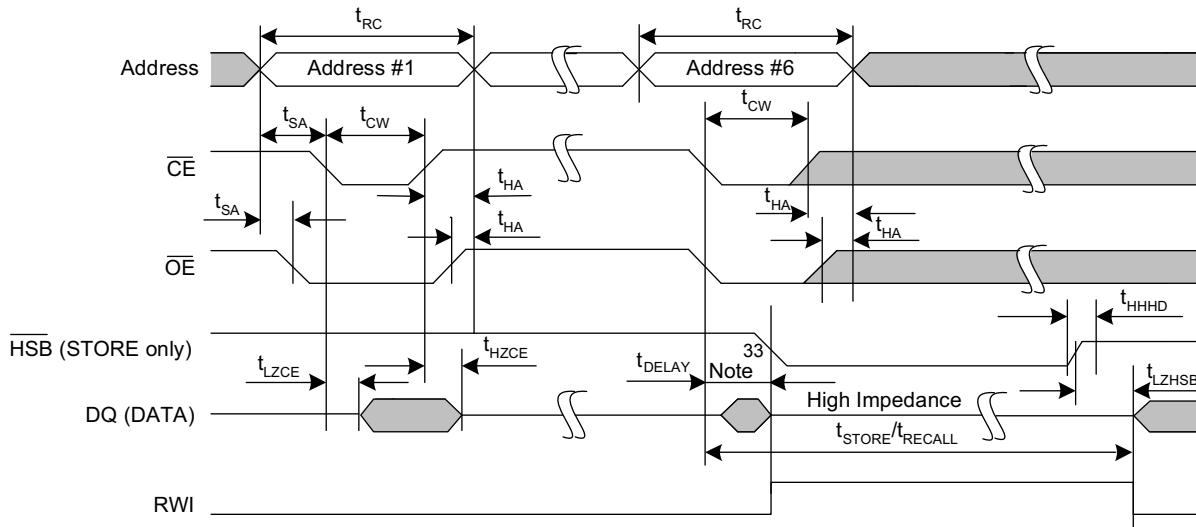 tRC tRC
Address Address #1 Address #6
tSA tCW tCW
CE
tHA
tSA tHA tHA
tHA
OE
tHHHD
HSB (STORE only)
tLZCE tHZCE tDELAY Note 33 tLZHSB
DQ (DATA) High Impedance
tSTORE/tRECALL
RWI